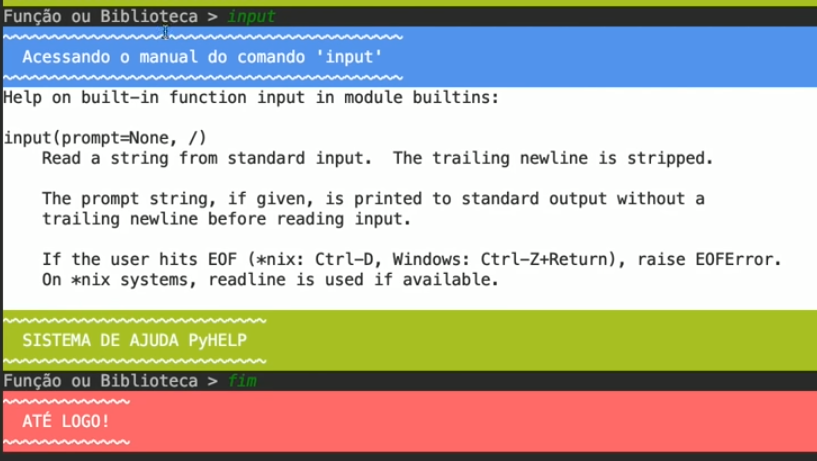 Função ou Biblioteca > input
~~~~~~~~~~~~~~~~~~~~~~~~~~~~~~~~~~~~~~~~~
Acessando o manual do comando 'input'
~~~~~~~~~~~~~~~~~~~~~~~~~~~~~~~~~~~~~~~~~
Help on built-in function input in module builtins:
input(prompt=None, /)
Read a string from standard input.  The trailing newline is stripped.
The prompt string, if given, is printed to standard output without a
trailing newline before reading input.
If the user hits EOF (*nix: Ctrl-D, Windows: Ctrl-Z+Return), raise EOFError.
On *nix systems, readline is used if available.
~~~~~~~~~~~~~~~~~~~~~~~~~~~
SISTEMA DE AJUDA PyHELP
~~~~~~~~~~~~~~~~~~~~~~~~~~~
Função ou Biblioteca > fim
~~~~~~~~~~~~~
ATÉ LOGO!
~~~~~~~~~~~~~